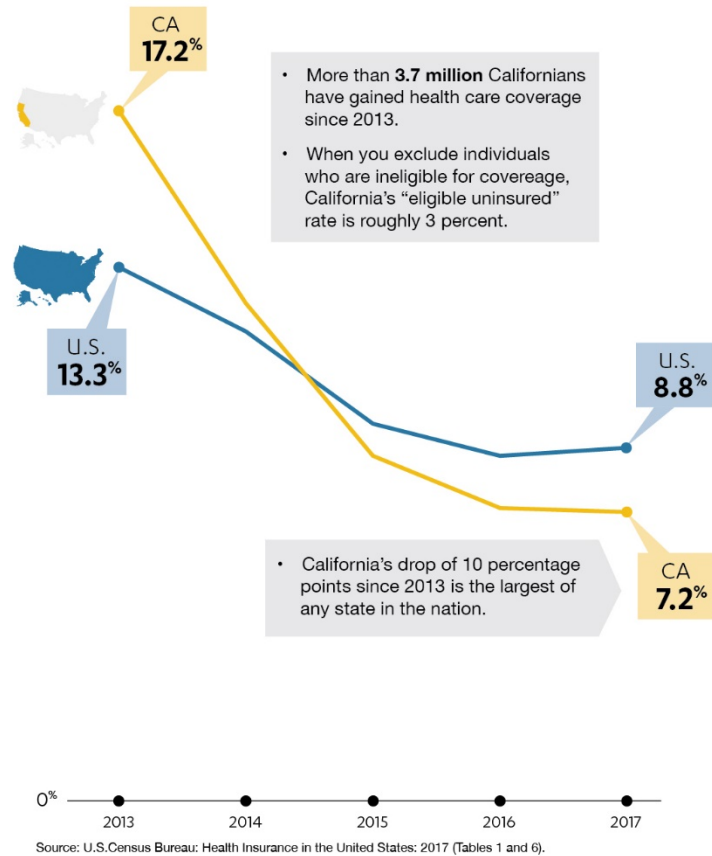 CA
17.2%
• More than 3.7 million Californians
have gained health care coverage
since 2013.
• When you exclude individuals
who are ineligible for covereage,
California’s “eligible uninsured”
rate is roughly 3 percent.
U.S.
13.3%
U.S.
8.8%
• California’s drop of 10 percentage
points since 2013 is the largest of
any state in the nation.
CA
7.2%
0%
2013 2014 2015 2016 2017
Source: U.S.Census Bureau: Health Insurance in the United States: 2017 (Tables 1 and 6).